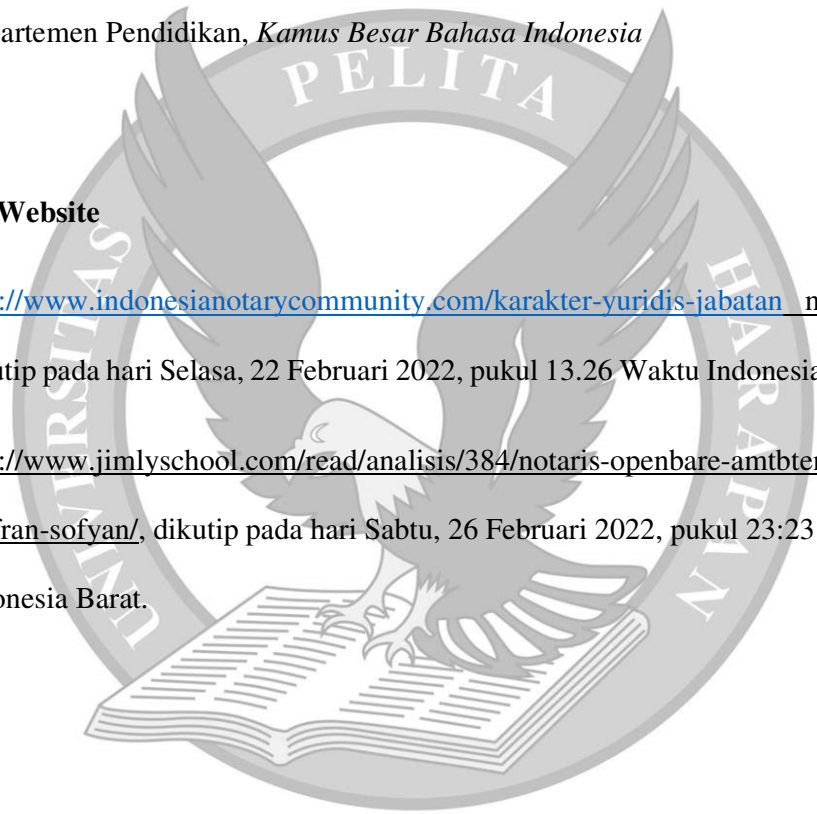 artemen Pendidikan, Kamus Besar Bahasa Indonesia
Website
://www.indonesianotarycommunity.com/karakter-yuridis-jabatan n
utip pada hari Selasa, 22 Februari 2022, pukul 13.26 Waktu Indonesia
://www.jimlyschool.com/read/analisis/384/notaris-openbare-amtbten
fran-sofyan/, dikutip pada hari Sabtu, 26 Februari 2022, pukul 23:23
onesia Barat.
UNIVERSITAS PELITA HARAPAN